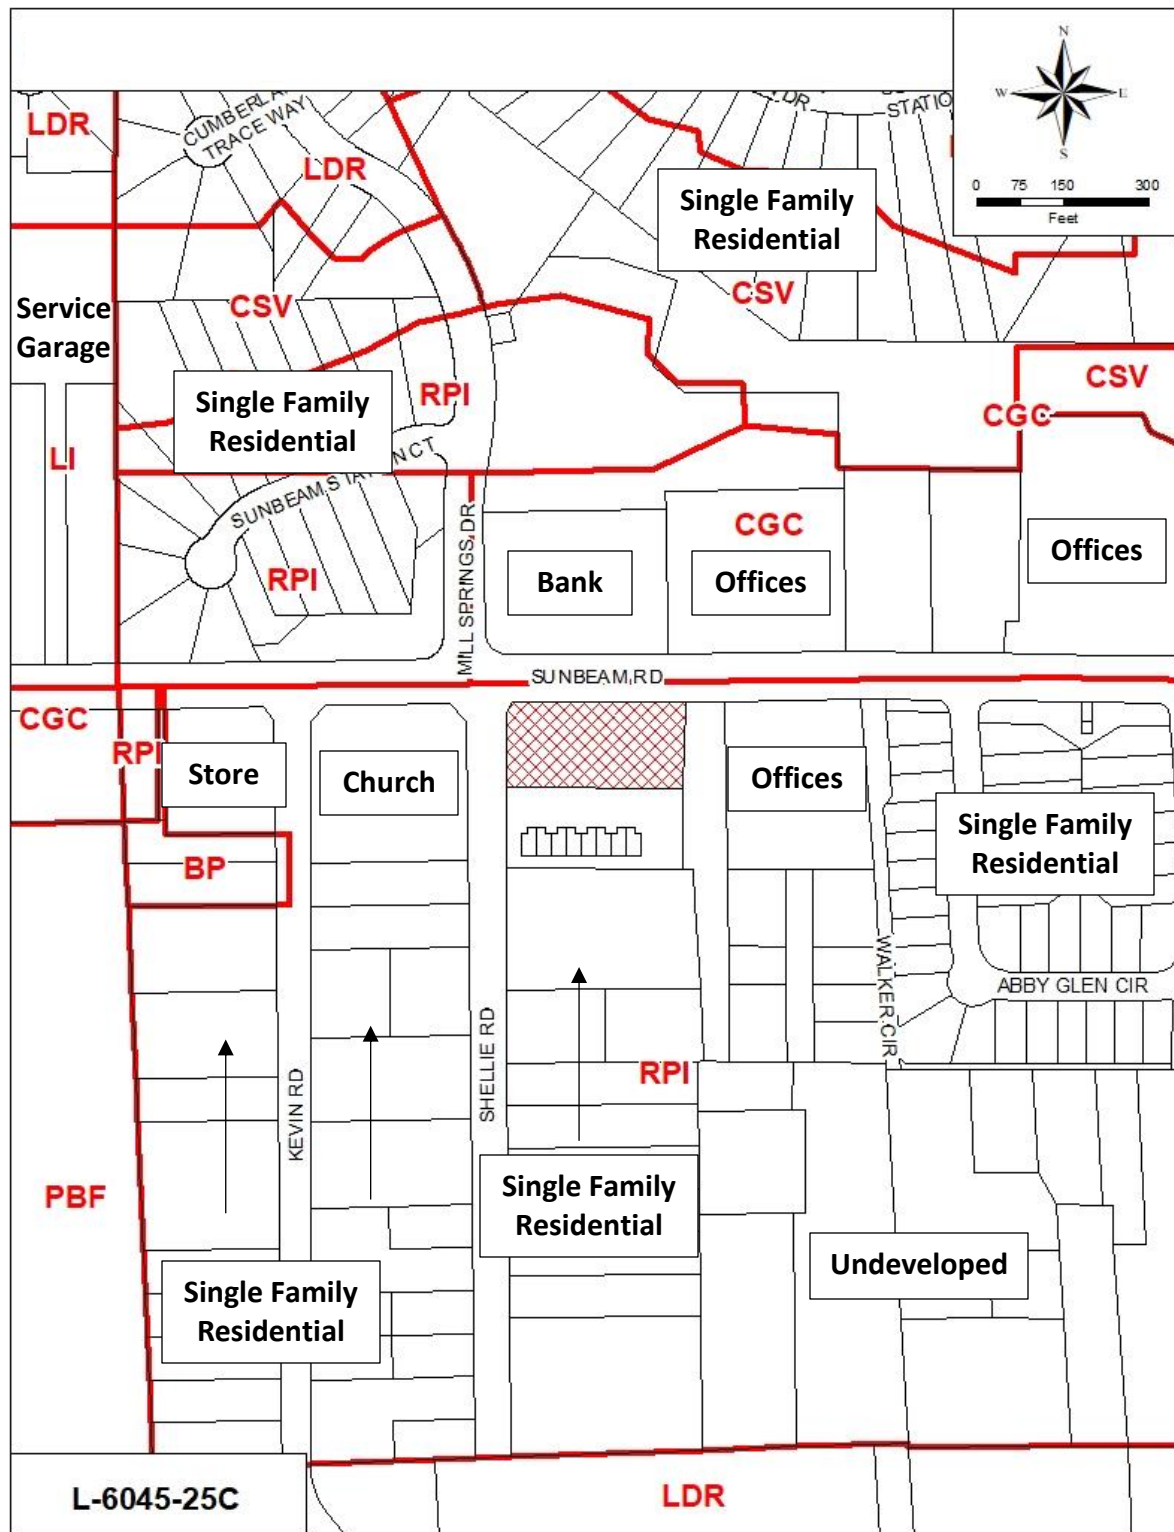 N
W
E
S
0 75 150 300
Feet
LDR
CUMBERLA
TRACE WAY
DR
STATIO
LDR
Single Family
Residential
CSV
Service
Garage
CSV
CSV
CGC
RPI
Single Family
Residential
LI
SUNBEAM STATION CT
RPI
MILL SPRINGS DR
CGC
Bank
Offices
Offices
SUNBEAM RD
CGC
RPI
Store
Church
Offices
Single Family
Residential
BP
WALKER CIR
ABBY GLEN CIR
KEVIN RD
SHELLIE RD
RPI
PBF
Single Family
Residential
Undeveloped
Single Family
Residential
L-6045-25C
LDR